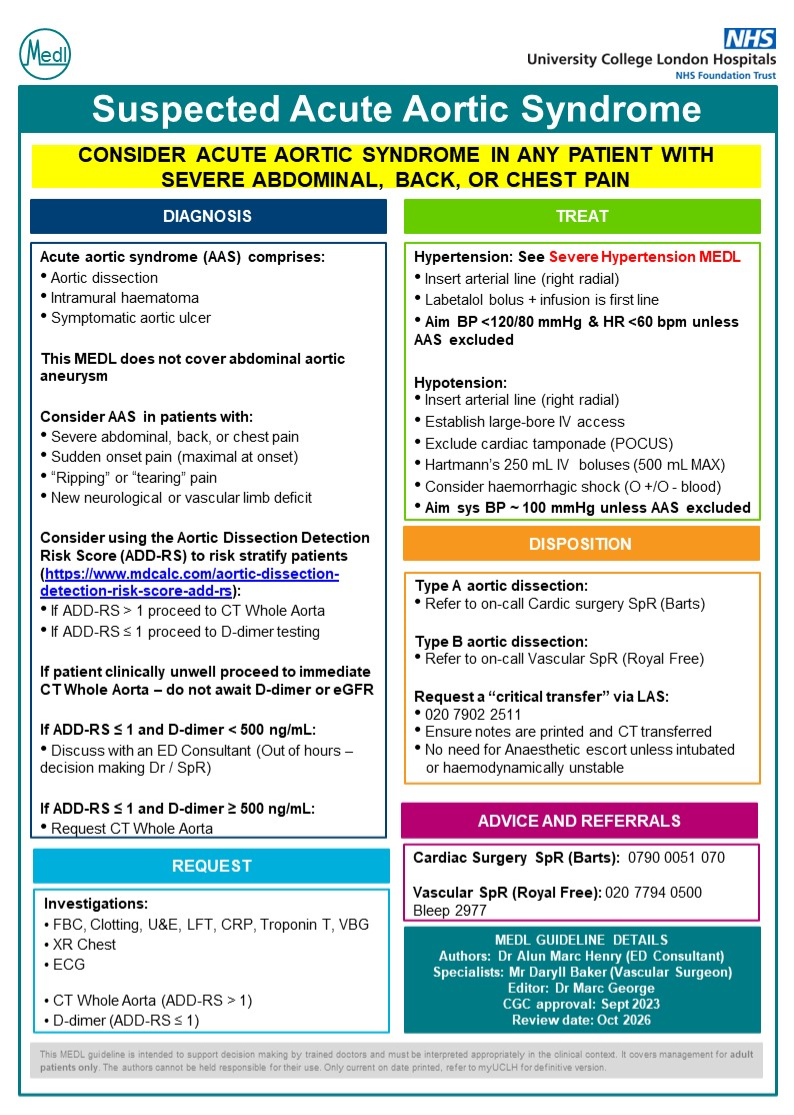 Medl
NHS
University College London Hospitals
NHS Foundation Trust
Suspected Acute Aortic Syndrome
CONSIDER ACUTE AORTIC SYNDROME IN ANY PATIENT WITH
SEVERE ABDOMINAL, BACK, OR CHEST PAIN
DIAGNOSIS
Acute aortic syndrome (AAS) comprises:
• Aortic dissection
• Intramural haematoma
• Symptomatic aortic ulcer
This MEDL does not cover abdominal aortic
aneurysm
Consider AAS in patients with:
• Severe abdominal, back, or chest pain
• Sudden onset pain (maximal at onset)
• “Ripping” or “tearing” pain
• New neurological or vascular limb deficit
Consider using the Aortic Dissection Detection
Risk Score (ADD-RS) to risk stratify patients
(https://www.mdcalc.com/aortic-dissection-
detection-risk-score-add-rs):
• If ADD-RS > 1 proceed to CT Whole Aorta
• If ADD-RS ≤ 1 proceed to D-dimer testing
If patient clinically unwell proceed to immediate
CT Whole Aorta – do not await D-dimer or eGFR
If ADD-RS ≤ 1 and D-dimer < 500 ng/mL:
• Discuss with an ED Consultant (Out of hours –
decision making Dr / SpR)
If ADD-RS ≤ 1 and D-dimer ≥ 500 ng/mL:
• Request CT Whole Aorta
REQUEST
Investigations:
• FBC, Clotting, U&E, LFT, CRP, Troponin T, VBG
• XR Chest
• ECG
• CT Whole Aorta (ADD-RS > 1)
• D-dimer (ADD-RS ≤ 1)
TREAT
Hypertension: See Severe Hypertension MEDL
• Insert arterial line (right radial)
• Labetalol bolus + infusion is first line
• Aim BP <120/80 mmHg & HR <60 bpm unless
AAS excluded
Hypotension:
• Insert arterial line (right radial)
• Establish large-bore IV access
• Exclude cardiac tamponade (POCUS)
• Hartmann’s 250 mL IV boluses (500 mL MAX)
• Consider haemorrhagic shock (O +/O - blood)
• Aim sys BP ~ 100 mmHg unless AAS excluded
DISPOSITION
Type A aortic dissection:
• Refer to on-call Cardic surgery SpR (Barts)
Type B aortic dissection:
• Refer to on-call Vascular SpR (Royal Free)
Request a “critical transfer” via LAS:
• 020 7902 2511
• Ensure notes are printed and CT transferred
• No need for Anaesthetic escort unless intubated
or haemodynamically unstable
ADVICE AND REFERRALS
Cardiac Surgery SpR (Barts): 0790 0051 070
Vascular SpR (Royal Free): 020 7794 0500
Bleep 2977
MEDL GUIDELINE DETAILS
Authors: Dr Alun Marc Henry (ED Consultant)
Specialists: Mr Daryll Baker (Vascular Surgeon)
Editor: Dr Marc George
CGC approval: Sept 2023
Review date: Oct 2026
This MEDL guideline is intended to support decision making by trained doctors and must be interpreted appropriately in the clinical context. It covers management for adult
patients only. The authors cannot be held responsible for their use. Only current on date printed, refer to myUCLH for definitive version.